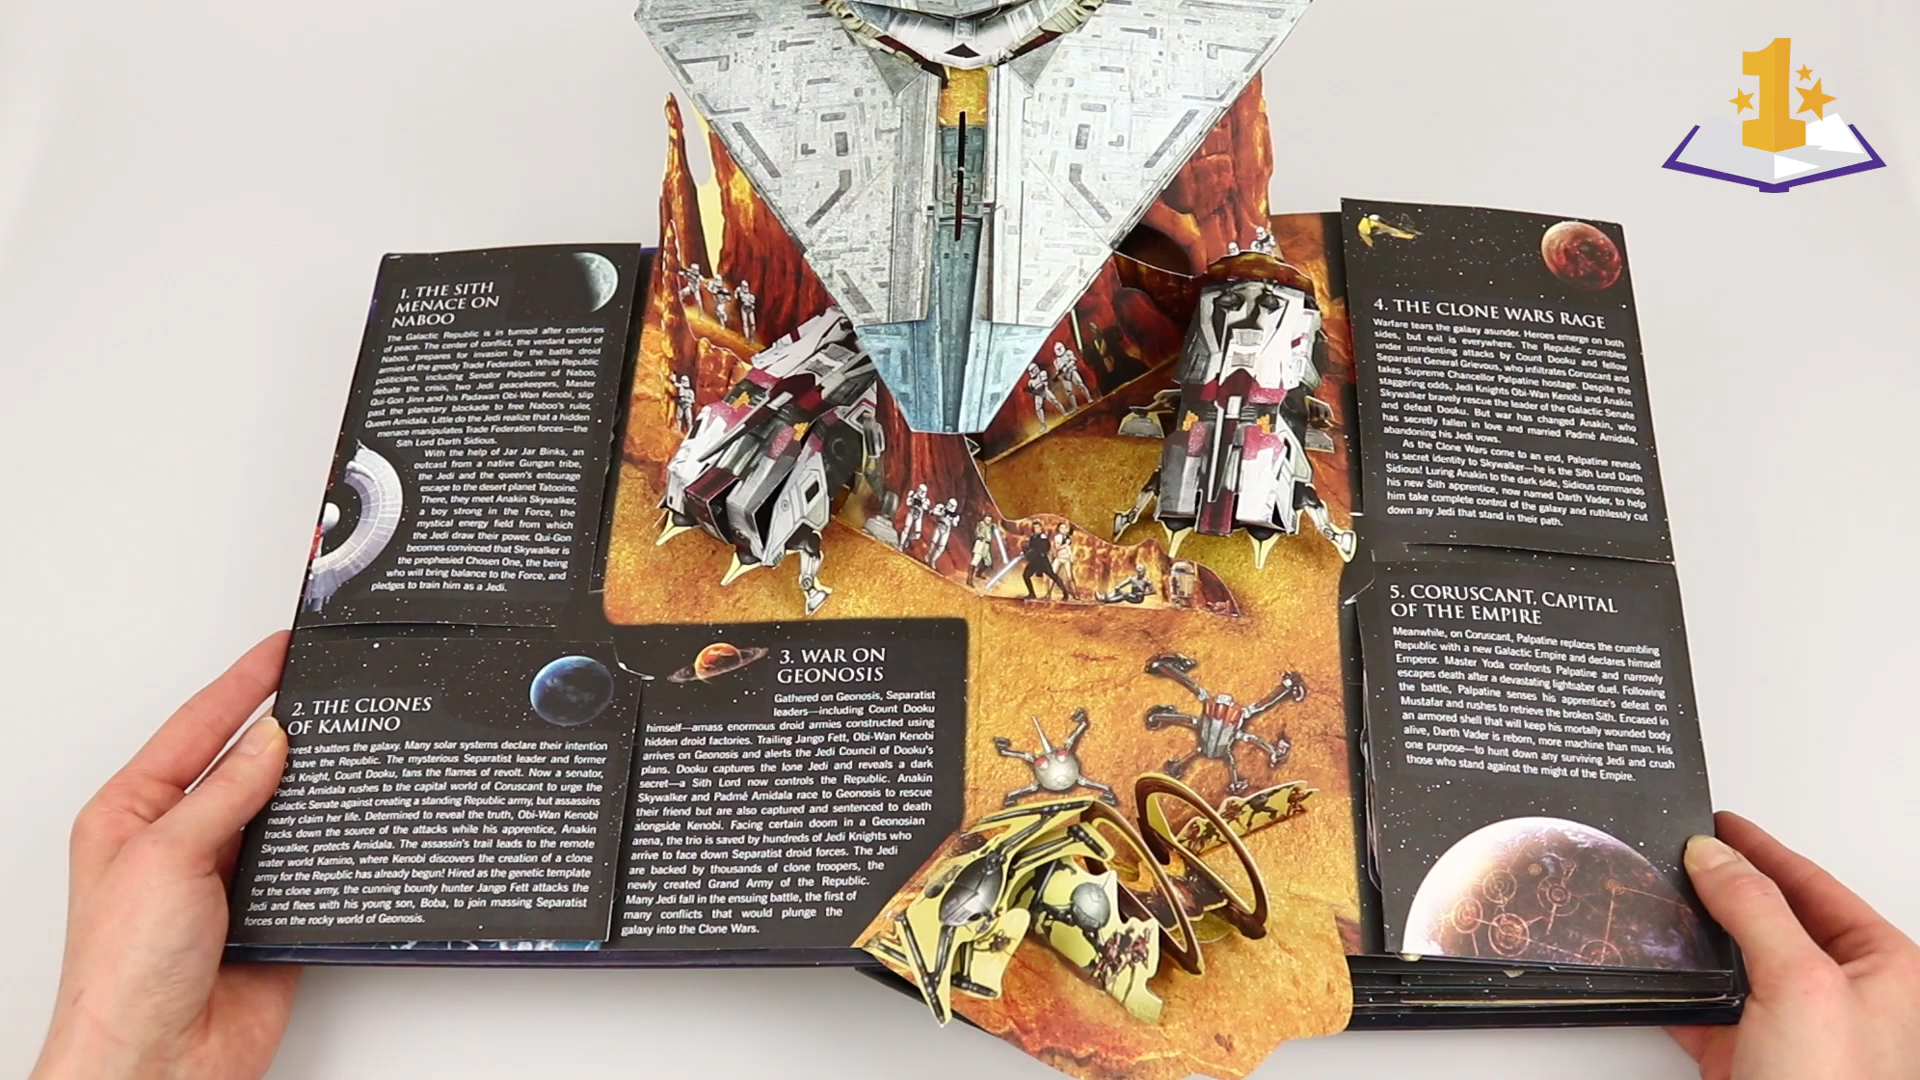 1. THE SITH
MENACE ON
NABOO
The Galactic Republic is in turmoil after centuries
of peace. The center of conflict, the verdant world of
Naboo, prepares for invasion by the battle droid
armies of the greedy Trade Federation. While Republic
politicians, including Senator Palpatine of Naboo,
debate the crisis, two Jedi peacekeepers, Master
Qui-Gon Jinn and his Padawan Obi-Wan Kenobi, slip
past the planetary blockade to free Naboo's ruler,
Queen Amidala. Little do the Jedi realize that a hidden
menace manipulates Trade Federation forces—the
Sith Lord Darth Sidious.
With the help of Jar Jar Binks, an
outcast from a native Gungan tribe,
the Jedi and the queen's entourage
escape to the desert planet Tatooine.
There, they meet Anakin Skywalker,
a boy strong in the Force, the
mystical energy field from which
the Jedi draw their power. Qui-Gon
becomes convinced that Skywalker is
the prophesied Chosen One, the being
who will bring balance to the Force, and
pledges to train him as a Jedi.
2. THE CLONES
OF KAMINO
nrest shatters the galaxy. Many solar systems declare their intention
leave the Republic. The mysterious Separatist leader and former
edi Knight, Count Dooku, fans the flames of revolt. Now a senator,
Padmé Amidala rushes to the capital world of Coruscant to urge the
Galactic Senate against creating a standing Republic army, but assassins
nearly claim her life. Determined to reveal the truth, Obi-Wan Kenobi
tracks down the source of the attacks while his apprentice, Anakin
Skywalker, protects Amidala. The assassin's trail leads to the remote
water world Kamino, where Kenobi discovers the creation of a clone
army for the Republic has already begun! Hired as the genetic template
for the clone army, the cunning bounty hunter Jango Fett attacks the
Jedi and flees with his young son, Boba, to join massing Separatist
forces on the rocky world of Geonosis.
3. WAR ON
GEONOSIS
Gathered on Geonosis, Separatist
leaders—including Count Dooku
himself—amass enormous droid armies constructed using
hidden droid factories. Trailing Jango Fett, Obi-Wan Kenobi
arrives on Geonosis and alerts the Jedi Council of Dooku's
plans. Dooku captures the lone Jedi and reveals a dark
secret—a Sith Lord now controls the Republic. Anakin
Skywalker and Padmé Amidala race to Geonosis to rescue
their friend but are also captured and sentenced to death
alongside Kenobi. Facing certain doom in a Geonosian
arena, the trio is saved by hundreds of Jedi Knights who
arrive to face down Separatist droid forces. The Jedi
are backed by thousands of clone troopers, the
newly created Grand Army of the Republic.
Many Jedi fall in the ensuing battle, the first of
many conflicts that would plunge the
galaxy into the Clone Wars.
4. THE CLONE WARS RAGE
Warfare tears the galaxy asunder. Heroes emerge on both
sides, but evil is everywhere. The Republic crumbles
under unrelenting attacks by Count Dooku and fellow
Separatist General Grievous, who infiltrates Coruscant and
takes Supreme Chancellor Palpatine hostage. Despite the
staggering odds, Jedi Knights Obi-Wan Kenobi and Anakin
Skywalker bravely rescue the leader of the Galactic Senate
and defeat Dooku. But war has changed Anakin, who
has secretly fallen in love and married Padmé Amidala,
abandoning his Jedi vows.
As the Clone Wars come to an end, Palpatine reveals
his secret identity to Skywalker—he is the Sith Lord Darth
Sidious! Luring Anakin to the dark side, Sidious commands
his new Sith apprentice, now named Darth Vader, to help
him take complete control of the galaxy and ruthlessly cut
down any Jedi that stand in their path.
5. CORUSCANT, CAPITAL
OF THE EMPIRE
Meanwhile, on Coruscant, Palpatine replaces the crumbling
Republic with a new Galactic Empire and declares himself
Emperor. Master Yoda confronts Palpatine and narrowly
escapes death after a devastating lightsaber duel. Following
the battle, Palpatine senses his apprentice's defeat on
Mustafar and rushes to retrieve the broken Sith. Encased in
an armored shell that will keep his mortally wounded body
alive, Darth Vader is reborn, more machine than man. His
one purpose—to hunt down any surviving Jedi and crush
those who stand against the might of the Empire.
1